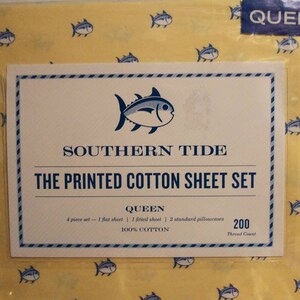 QUEEN
SOUTHERN TIDE
THE PRINTED COTTON SHEET SET
QUEEN
4 piece set — 1 flat sheet | 1 fitted sheet | 2 standard pillowcases
100% COTTON
200
Thread Count